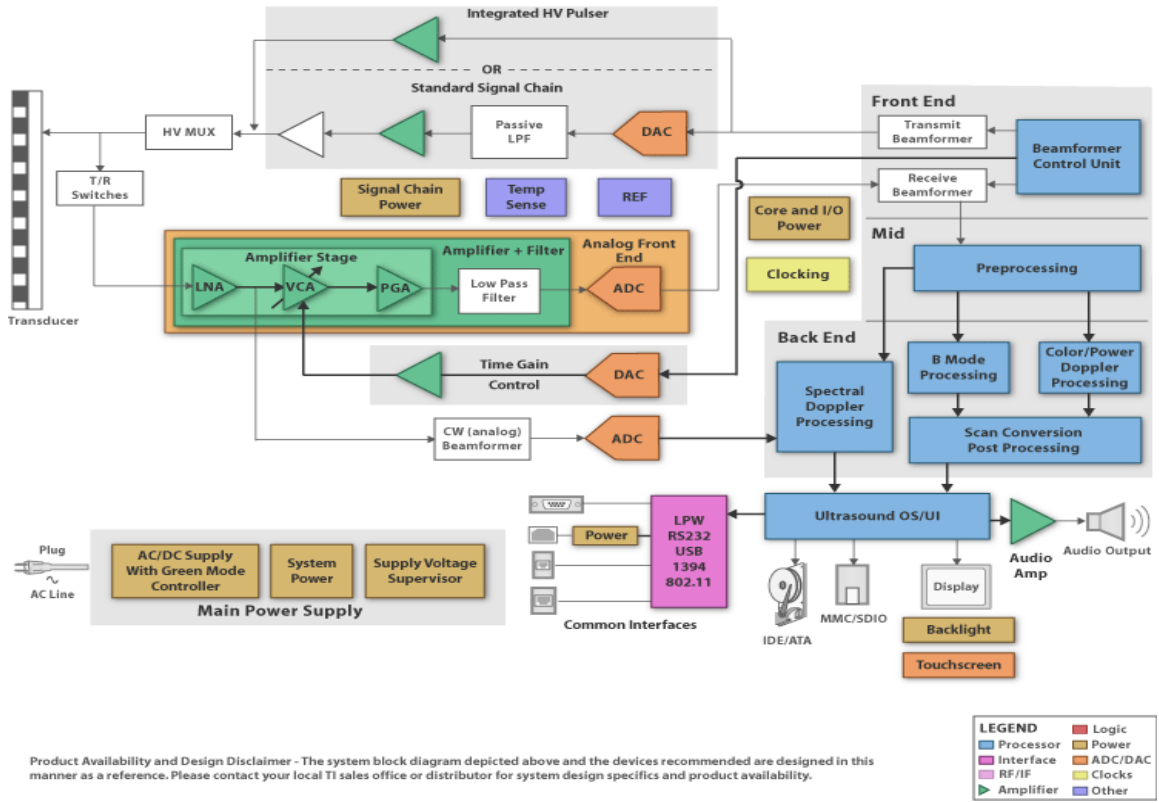 Integrated HV Pulser
OR
Standard Signal Chain
Passive
LPF
DAC
HV MUX
T/R
Switches
Transducer
Front End
Transmit
Beamformer
Beamformer
Control Unit
Receive
Beamformer
Signal Chain
Power
Temp
Sense
REF
Core and I/O
Power
Clocking
Mid
Preprocessing
Amplifier Stage
Amplifier + Filter
Analog Front
End
LNA
VCA
PGA
Low Pass
Filter
ADC
Time Gain
Control
DAC
CW (analog)
Beamformer
ADC
Back End
Spectral
Doppler
Processing
B Mode
Processing
Color/Power
Doppler
Processing
Scan Conversion
Post Processing
Ultrasound OS/UI
Audio
Amp
Audio Output
LPW
RS232
USB
1394
802.11
Power
Common Interfaces
IDE/ATA
MMC/SDIO
Display
Backlight
Touchscreen
Plug
AC Line
AC/DC Supply
With Green Mode
Controller
System
Power
Supply Voltage
Supervisor
Main Power Supply
LEGEND
Processor
Interface
RF/IF
Amplifier
Logic
Power
ADC/DAC
Clocks
Other
Product Availability and Design Disclaimer - The system block diagram depicted above and the devices recommended are designed in this
manner as a reference. Please contact your local TI sales office or distributor for system design specifics and product availability.